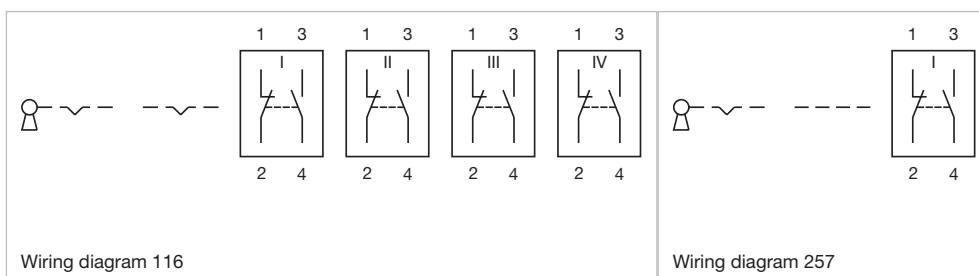 1 3 1 3 1 3 1 3 1 3
I II III IV I
2 4 2 4 2 4 2 4 2 4
Wiring diagram 116
Wiring diagram 257